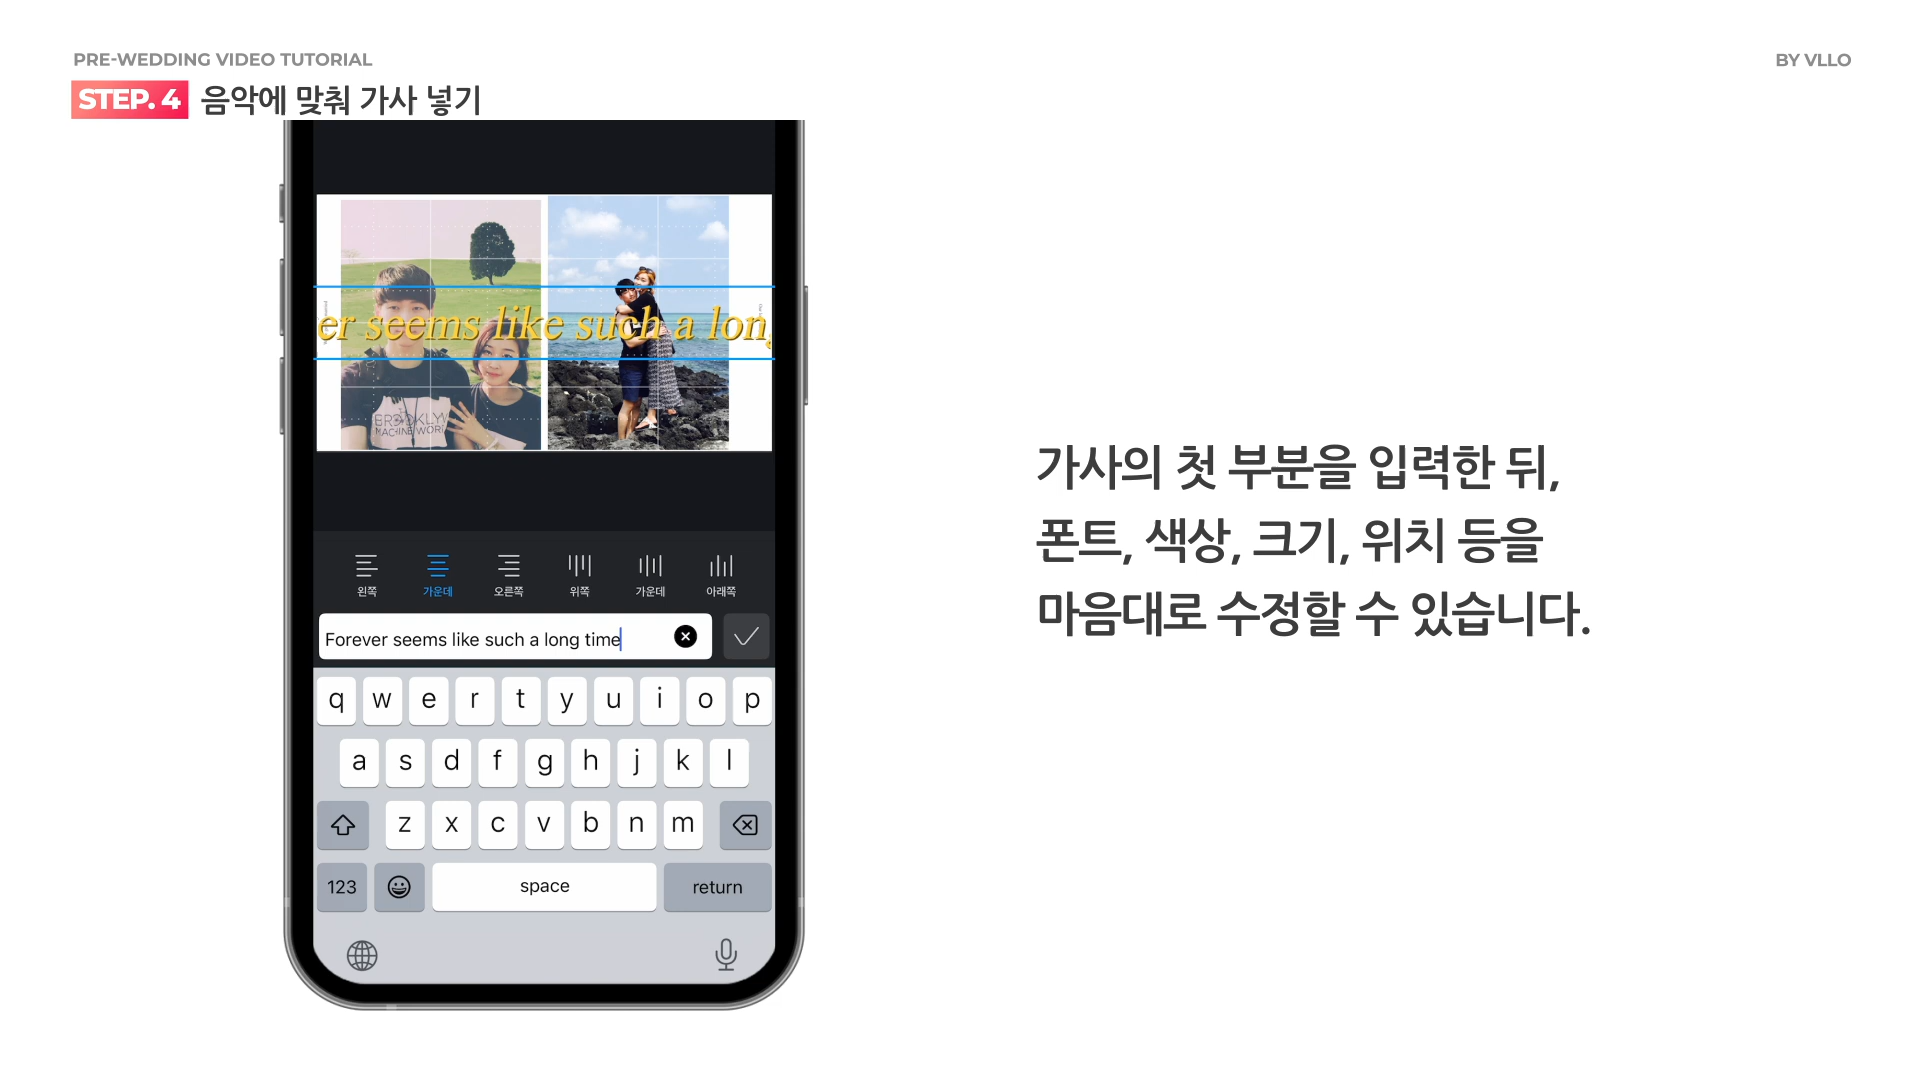 PRE-WEDDING VIDEO TUTORIAL
BY VLLO
STEP. 4 음악에 맞춰 가사 넣기
er seems like such a long
BROOKLYN
MACHINE WORK
왼쪽 가운데 오른쪽 위쪽 가운데 아래쪽
Forever seems like such a long time
q w e r t y u i o p
a s d f g h j k l
z x c v b n m
123 space return
가사의 첫 부분을 입력한 뒤,
폰트, 색상, 크기, 위치 등을
마음대로 수정할 수 있습니다.